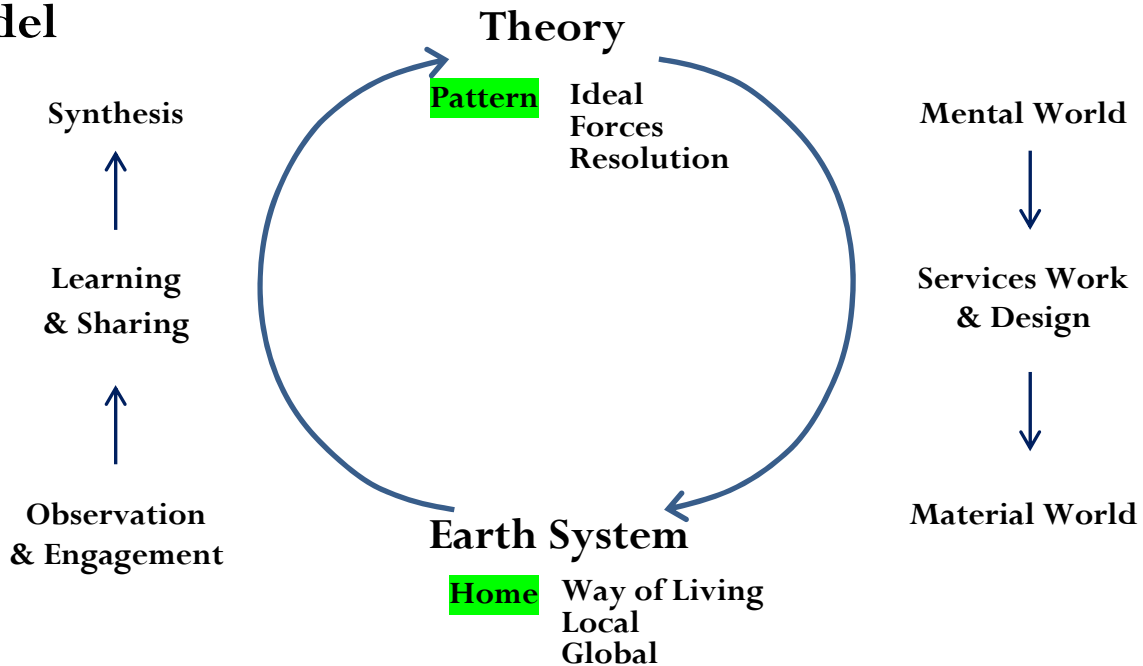 del
Theory
Pattern
Ideal
Forces
Resolution
Synthesis
Learning
& Sharing
Observation
& Engagement
Mental World
Services Work
& Design
Material World
Earth System
Home
Way of Living
Local
Global